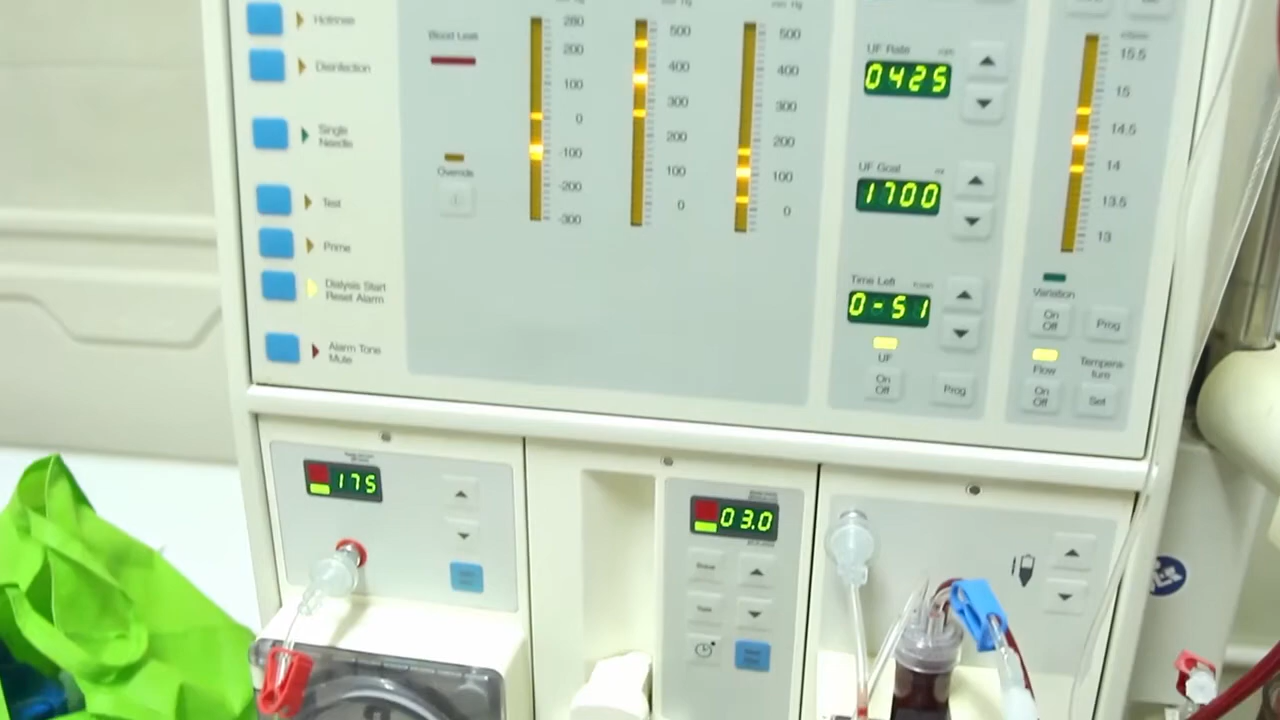 Disinfection
Single
Needle
Test
Prime
Dialysis Start
Reset Alarm
Alarm Tone
Mute
Blood Leak
Override
280
200
100
0
-100
-200
-300
500
400
300
200
100
0
500
400
300
200
100
0
UF Rate
0425
UF Goal
1700
Time Left
0-51
UF
On
Off
Prog
15.5
15
14.5
14
13.5
13
Variation
On
Off
Prog
Flow
Tempera-
ture
On
Off
Set
175
03.0